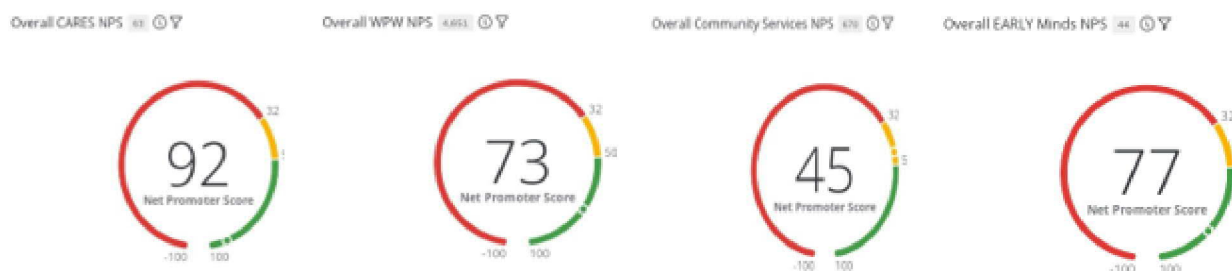 Overall CARES NPS 63
Overall WPW NPS 4,651
Overall Community Services NPS 670
Overall EARLY Minds NPS 44
32
92
Net Promoter Score
-100 100
32
50
73
Net Promoter Score
-100 100
32
5
45
Net Promoter Score
-100 100
32
77
Net Promoter Score
-100 100